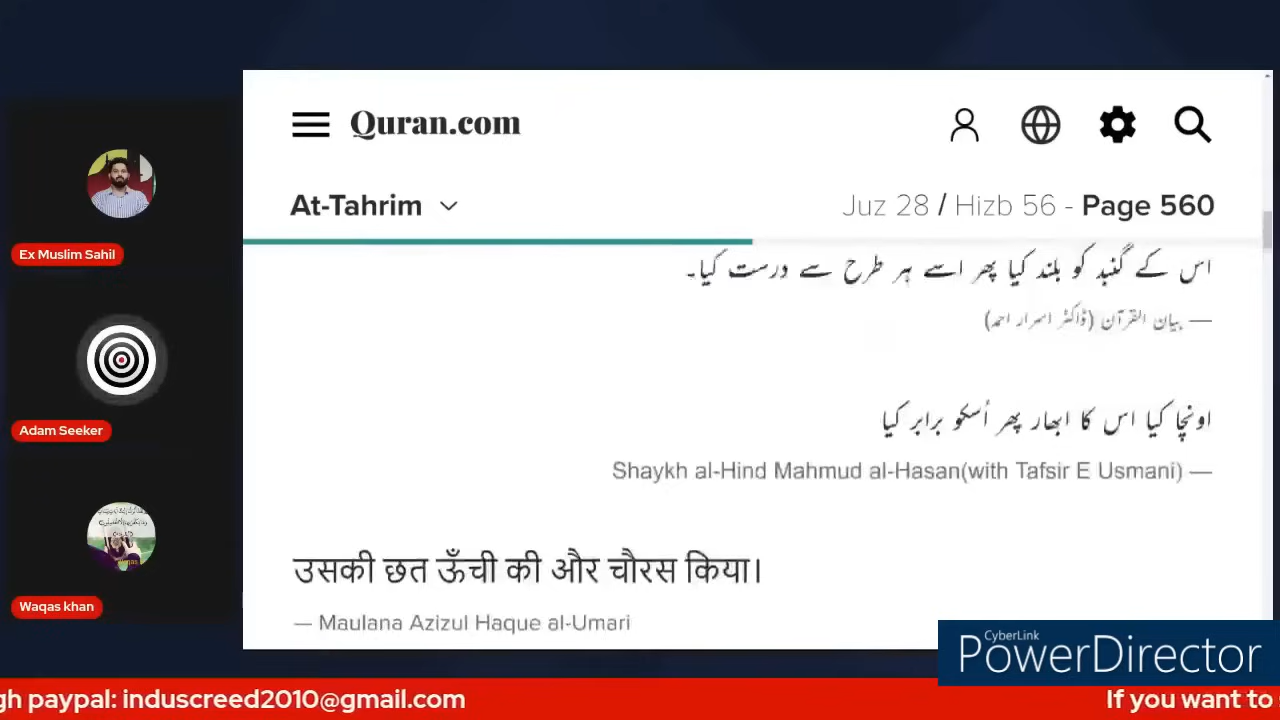 Quran.com
At-Tahrim
Juz 28 / Hizb 56 - Page 560
اس کے گنبد کو بلند کیا پھر اسے ہر طرح سے درست کیا۔
— بیان القرآن (ڈاکٹر اسرار احمد)
اونچا کیا اس کا ابھار پھر اُسکو برابر کیا
Shaykh al-Hind Mahmud al-Hasan(with Tafsir E Usmani) —
उसकी छत ऊँची की और चौरस किया।
— Maulana Azizul Haque al-Umari
Ex Muslim Sahil
Adam Seeker
Waqas khan
CyberLink
PowerDirector
gh paypal: induscreed2010@gmail.com
If you want to